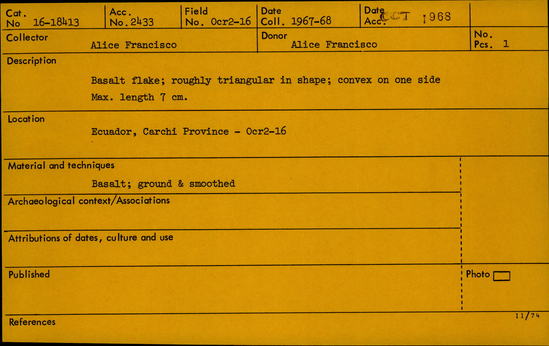 Cat. No 16-18413 Acc. No. 2433 Field No. Ocr2-16 Date Coll. 1967-68 Date Acc. OCT 1968
Collector Alice Francisco Donor Alice Francisco No. Pcs. 1
Description
Basalt flake; roughly triangular in shape; convex on one side
Max. length 7 cm.
Location
Ecuador, Carchi Province - Ocr2-16
Material and techniques
Basalt; ground & smoothed
Archaeological context/Associations
Attributions of dates, culture and use
Published Photo
References 11/74